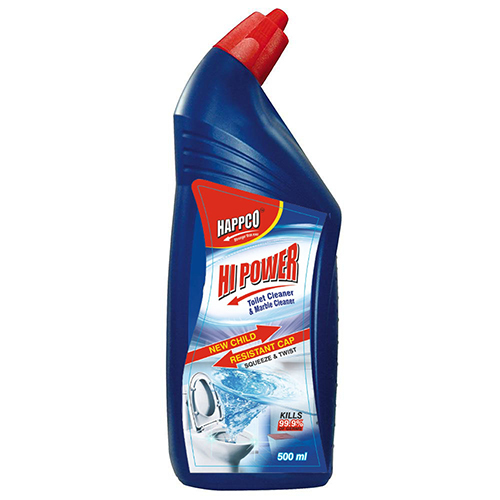 HAPPCO
HI POWER
Toilet Cleaner
& Marble Cleaner
NEW CHILD
RESISTANT CAP
SQUEEZE & TWIST
KILLS
99.9%
500 ml